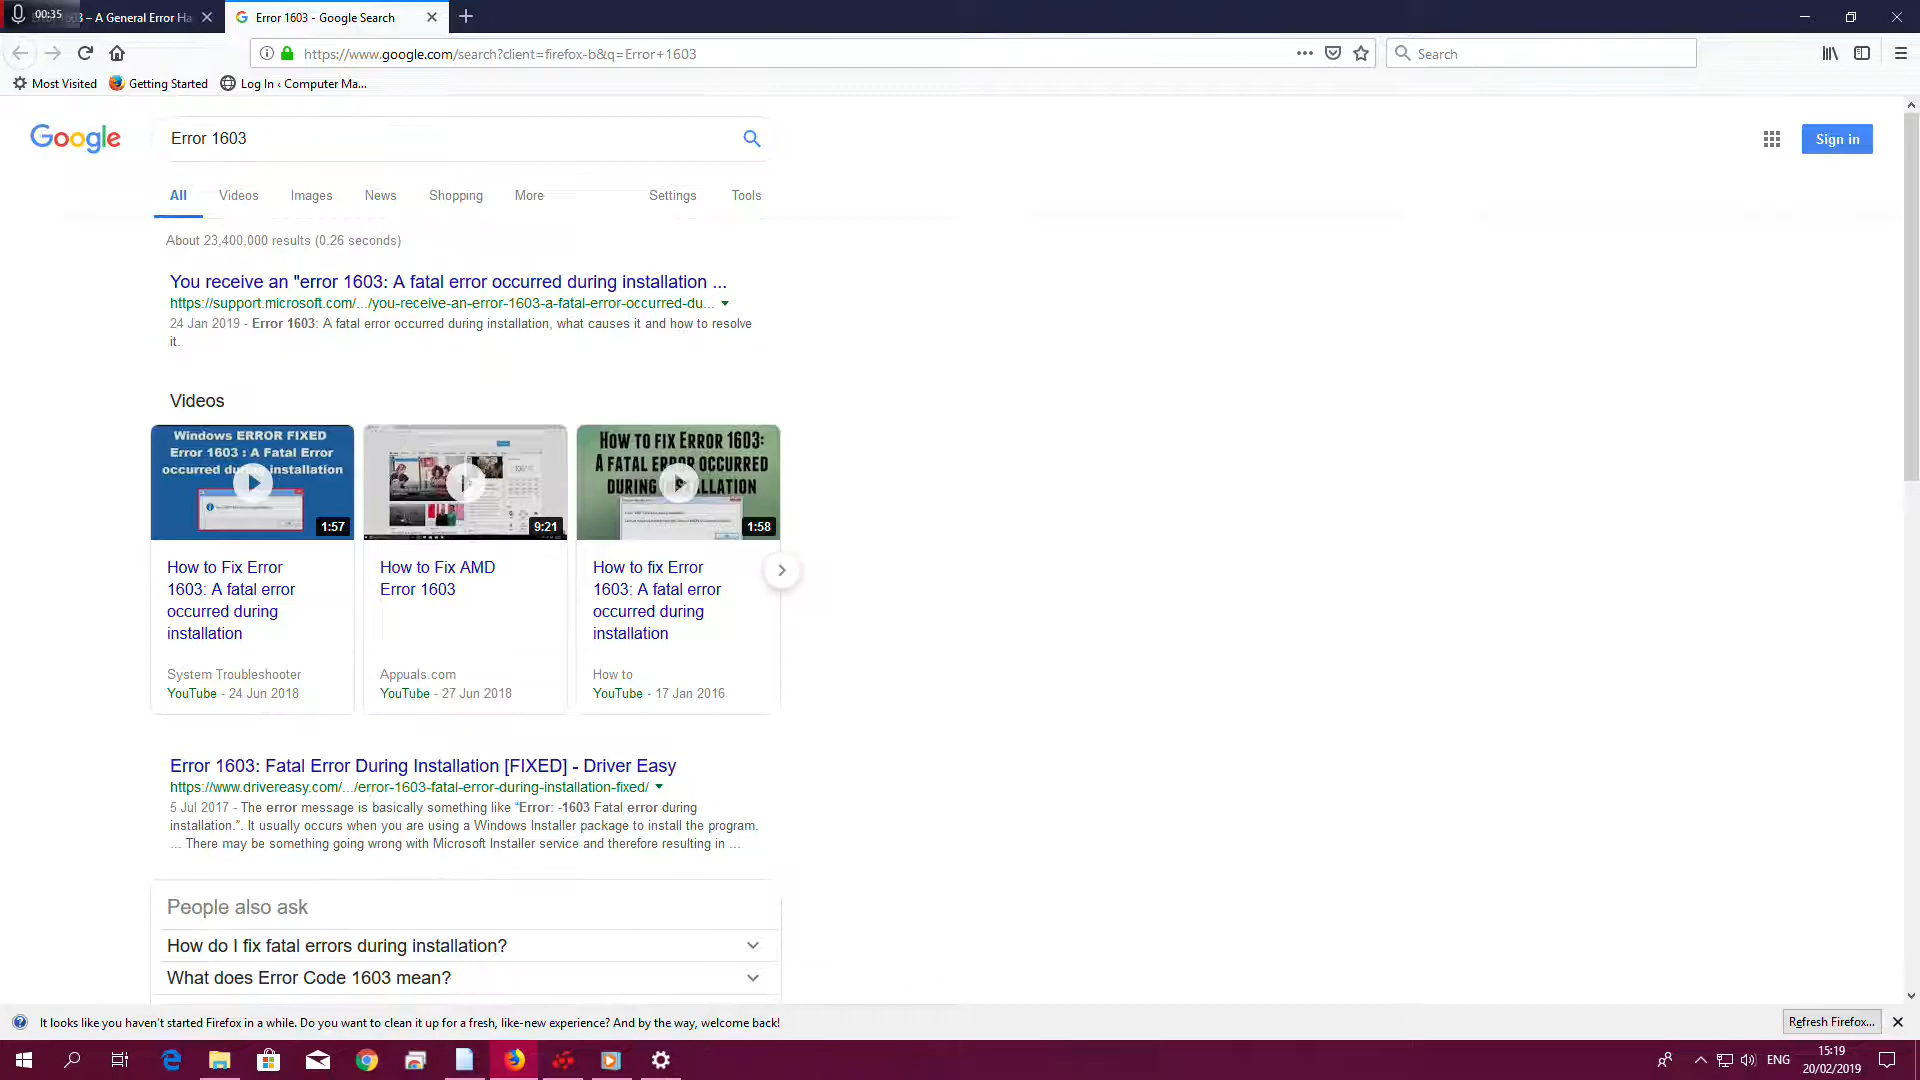 00:35
– A General Error Ha
Error 1603 - Google Search
https://www.google.com/search?client=firefox-b&q=Error+1603
Search
Most Visited
Getting Started
Log In ‹ Computer Ma...
Google
Error 1603
Sign in
All
Videos
Images
News
Shopping
More
Settings
Tools
About 23,400,000 results (0.26 seconds)
You receive an "error 1603: A fatal error occurred during installation ...
https://support.microsoft.com/.../you-receive-an-error-1603-a-fatal-error-occurred-du...
24 Jan 2019 - Error 1603: A fatal error occurred during installation, what causes it and how to resolve
it.
Videos
Windows ERROR FIXED
Error 1603 : A Fatal Error
occurred during installation
1:57
9:21
How to fix Error 1603:
A fatal error occurred
during installation
1:58
How to Fix Error
1603: A fatal error
occurred during
installation
System Troubleshooter
YouTube - 24 Jun 2018
How to Fix AMD
Error 1603
Appuals.com
YouTube - 27 Jun 2018
How to fix Error
1603: A fatal error
occurred during
installation
How to
YouTube - 17 Jan 2016
Error 1603: Fatal Error During Installation [FIXED] - Driver Easy
https://www.drivereasy.com/.../error-1603-fatal-error-during-installation-fixed/
5 Jul 2017 - The error message is basically something like “Error: -1603 Fatal error during
installation.”. It usually occurs when you are using a Windows Installer package to install the program.
... There may be something going wrong with Microsoft Installer service and therefore resulting in ...
People also ask
How do I fix fatal errors during installation?
What does Error Code 1603 mean?
It looks like you haven't started Firefox in a while. Do you want to clean it up for a fresh, like-new experience? And by the way, welcome back!
Refresh Firefox...
ENG
15:19
20/02/2019